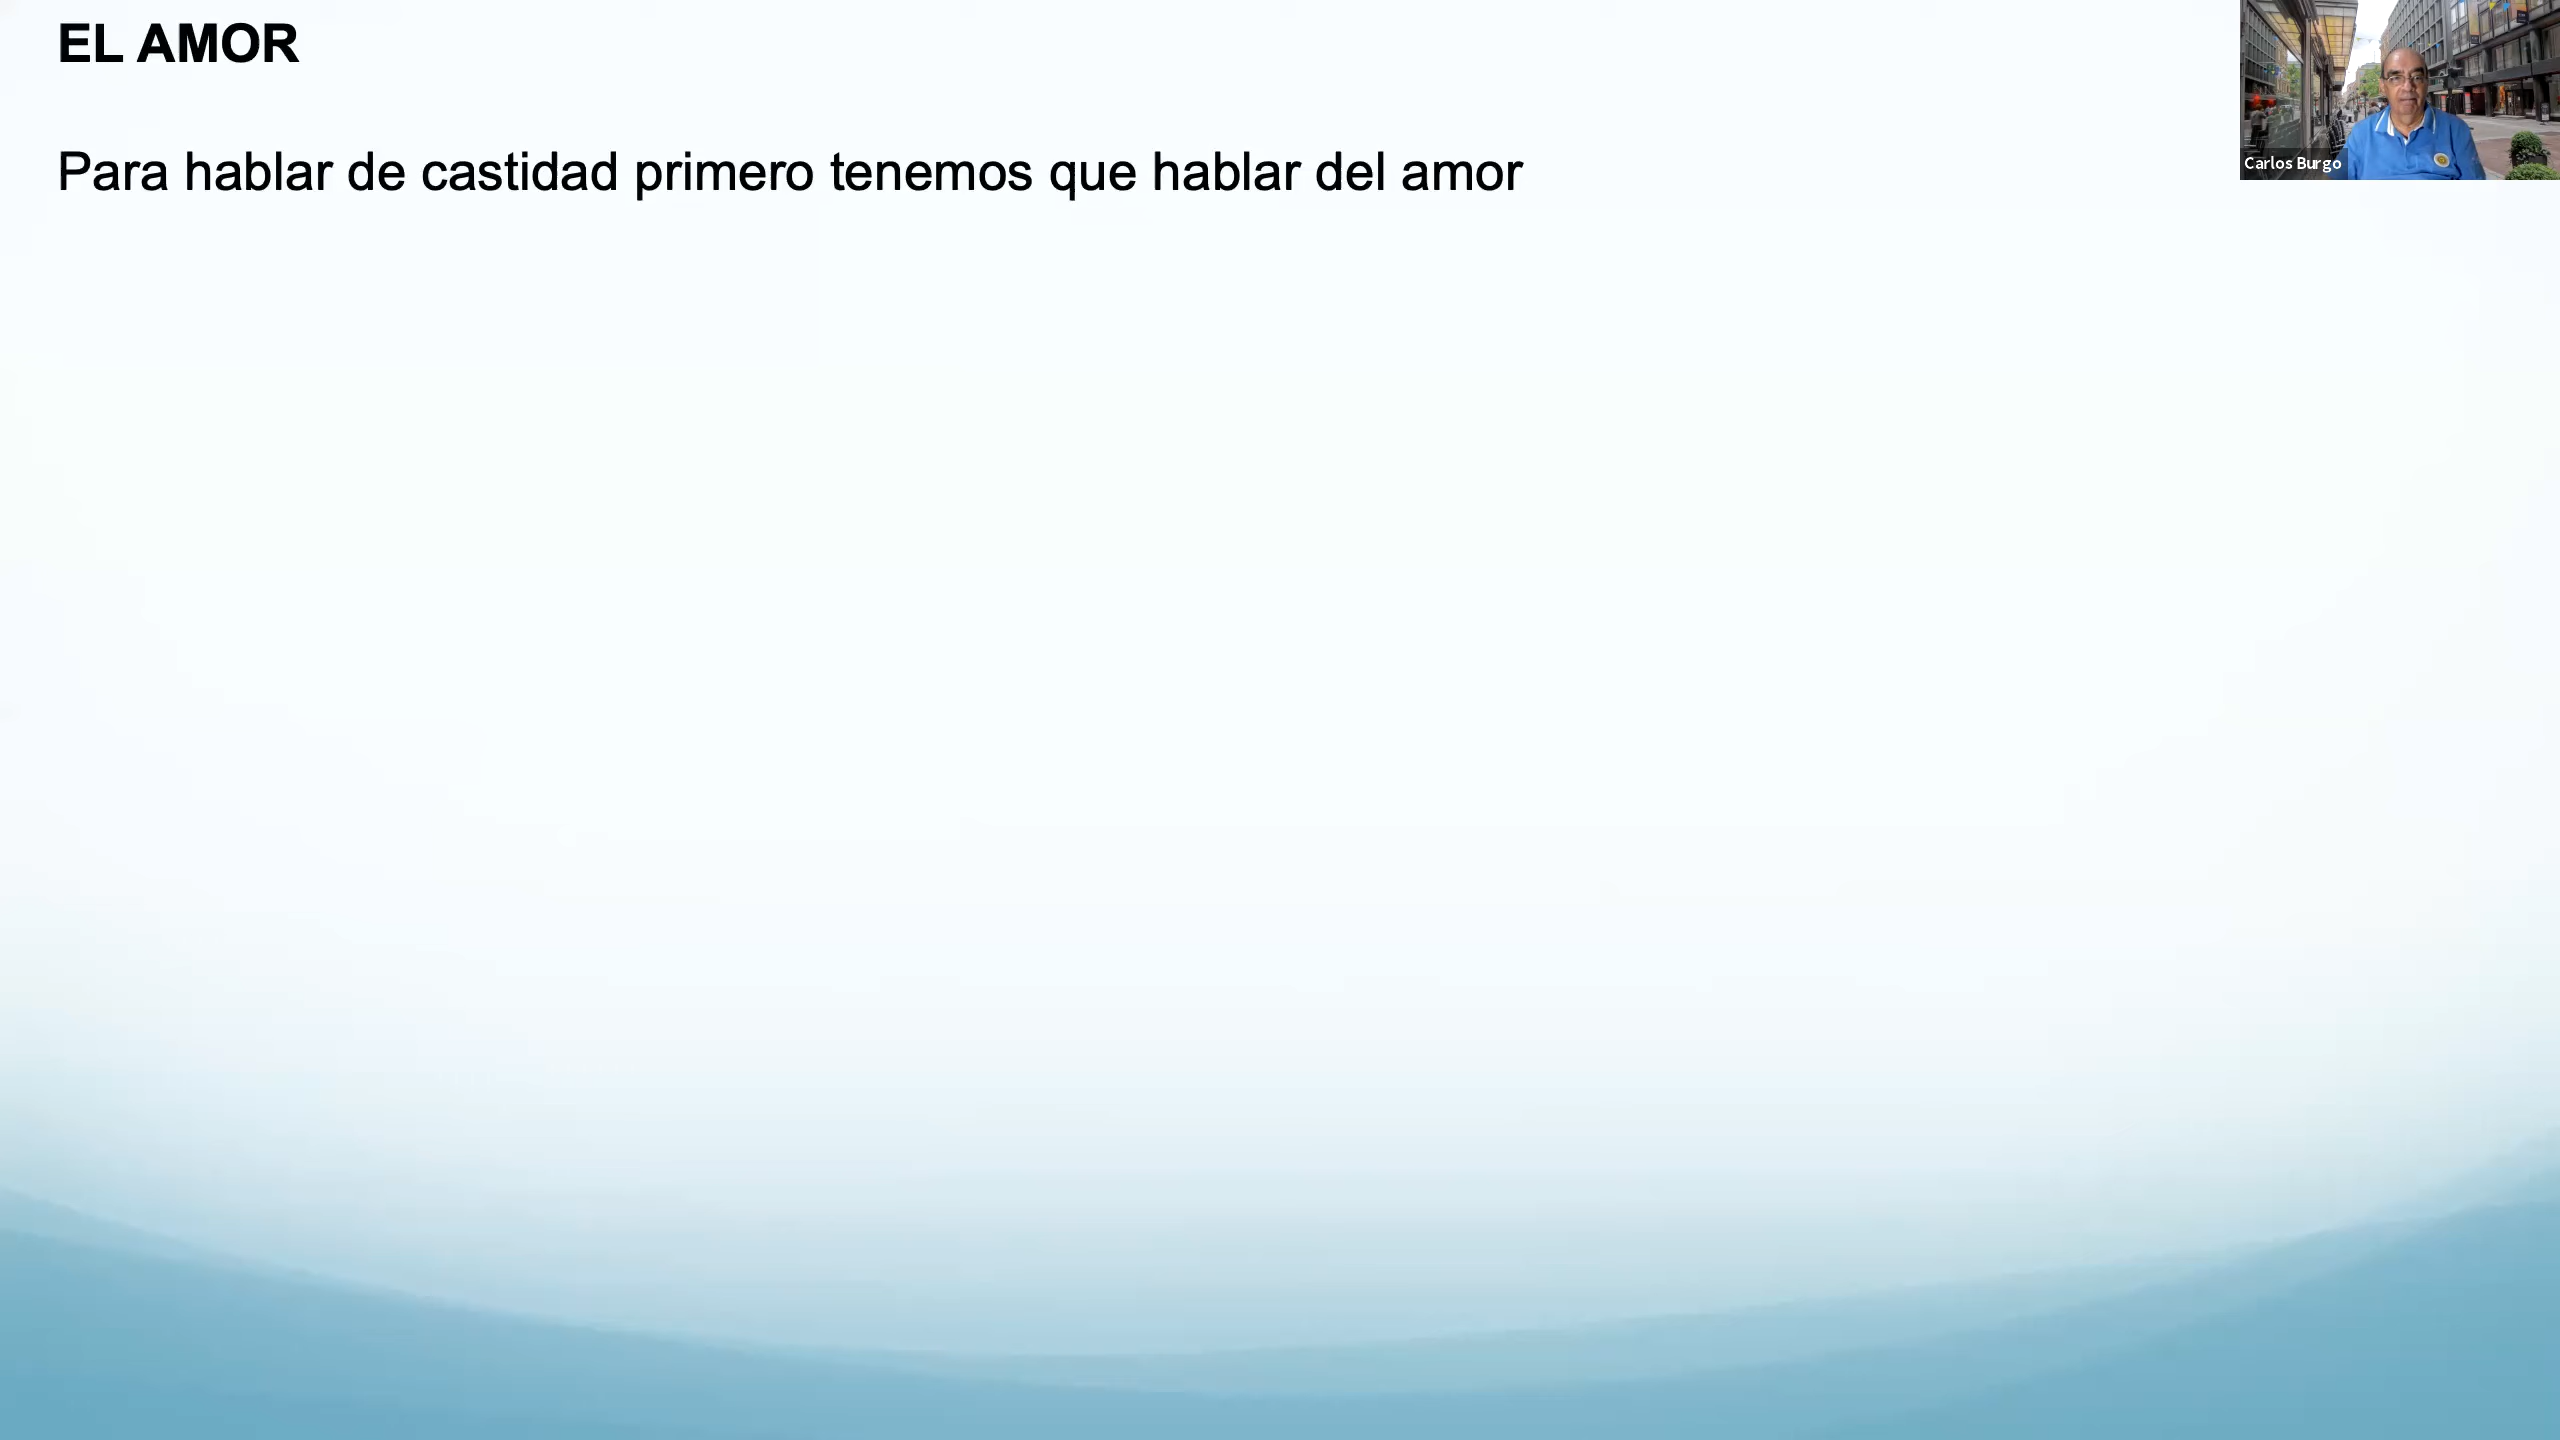 EL AMOR
Para hablar de castidad primero tenemos que hablar del amor
Carlos Burgo